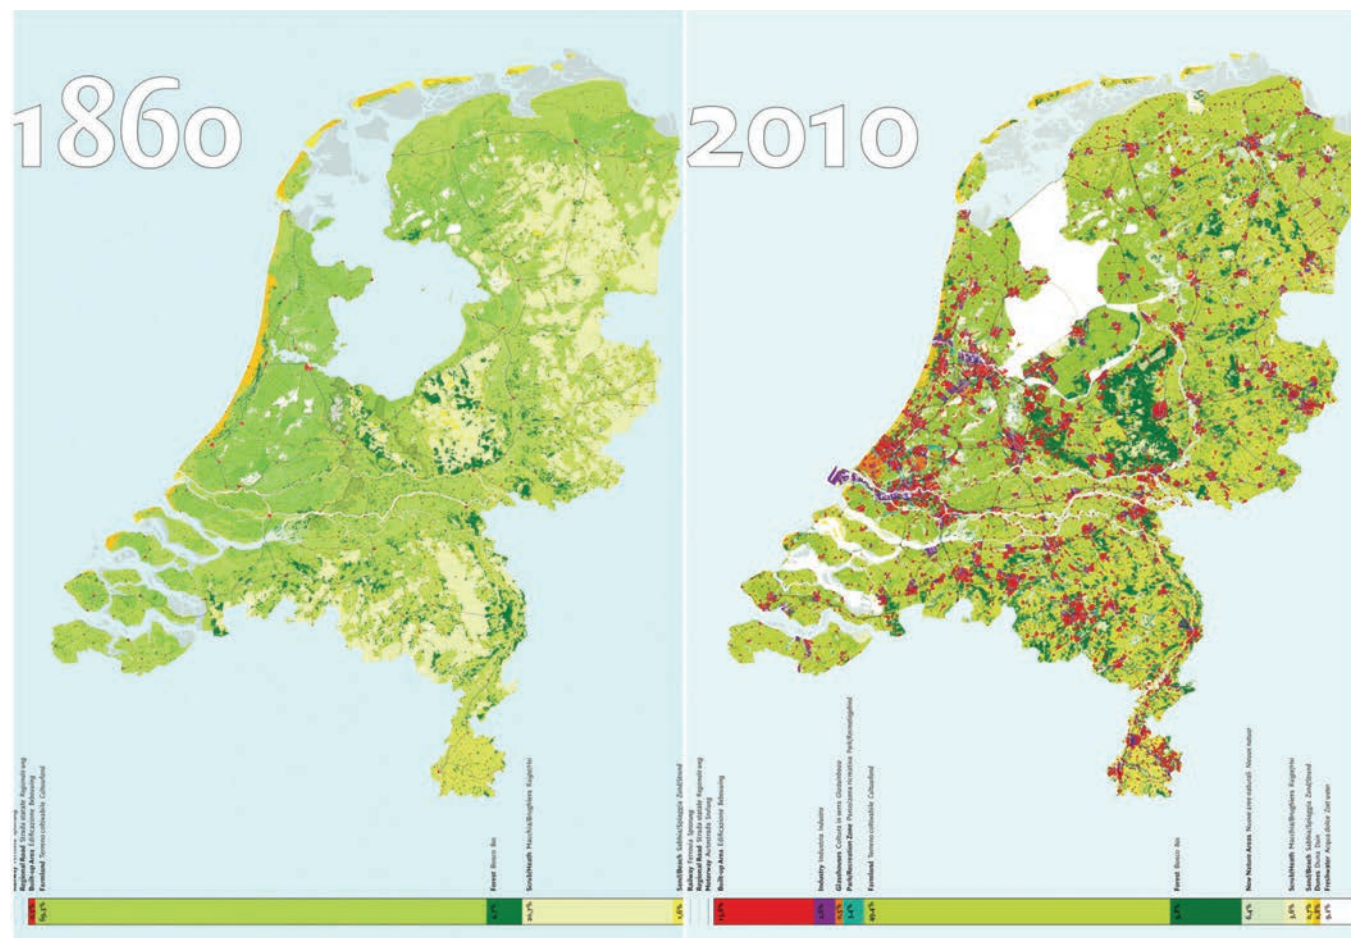 1860
2010
Regional Road Strada statale Regionale weg
Built-up Area Edificazione Bebouwing
Farmland Terreno coltivabile Cultuurland
Forest Bosco Bos
Scrub/Heath Macchia/Brughiera Ruigte/Hei
Sand/Beach Sabbia/Spiaggia Zand/Strand
Railway Ferrovia Spoorweg
Regional Road Strada statale Regionale weg
Motorway Autostrada Snelweg
Built-up Area Edificazione Bebouwing
Industry Industria Industrie
Glasshouses Culture in serra Glastuinbouw
Park/Recreation Zone Parco/zona ricreativa Park/Recreatiegebied
Farmland Terreno coltivabile Cultuurland
Forest Bosco Bos
New Nature Areas Nuove aree naturali Nieuwe natuur
Scrub/Heath Macchia/Brughiera Ruigte/Hei
Sand/Beach Sabbia/Spiaggia Zand/Strand
Dunes Duna Duin
Freshwater Acqua dolce Zoet water